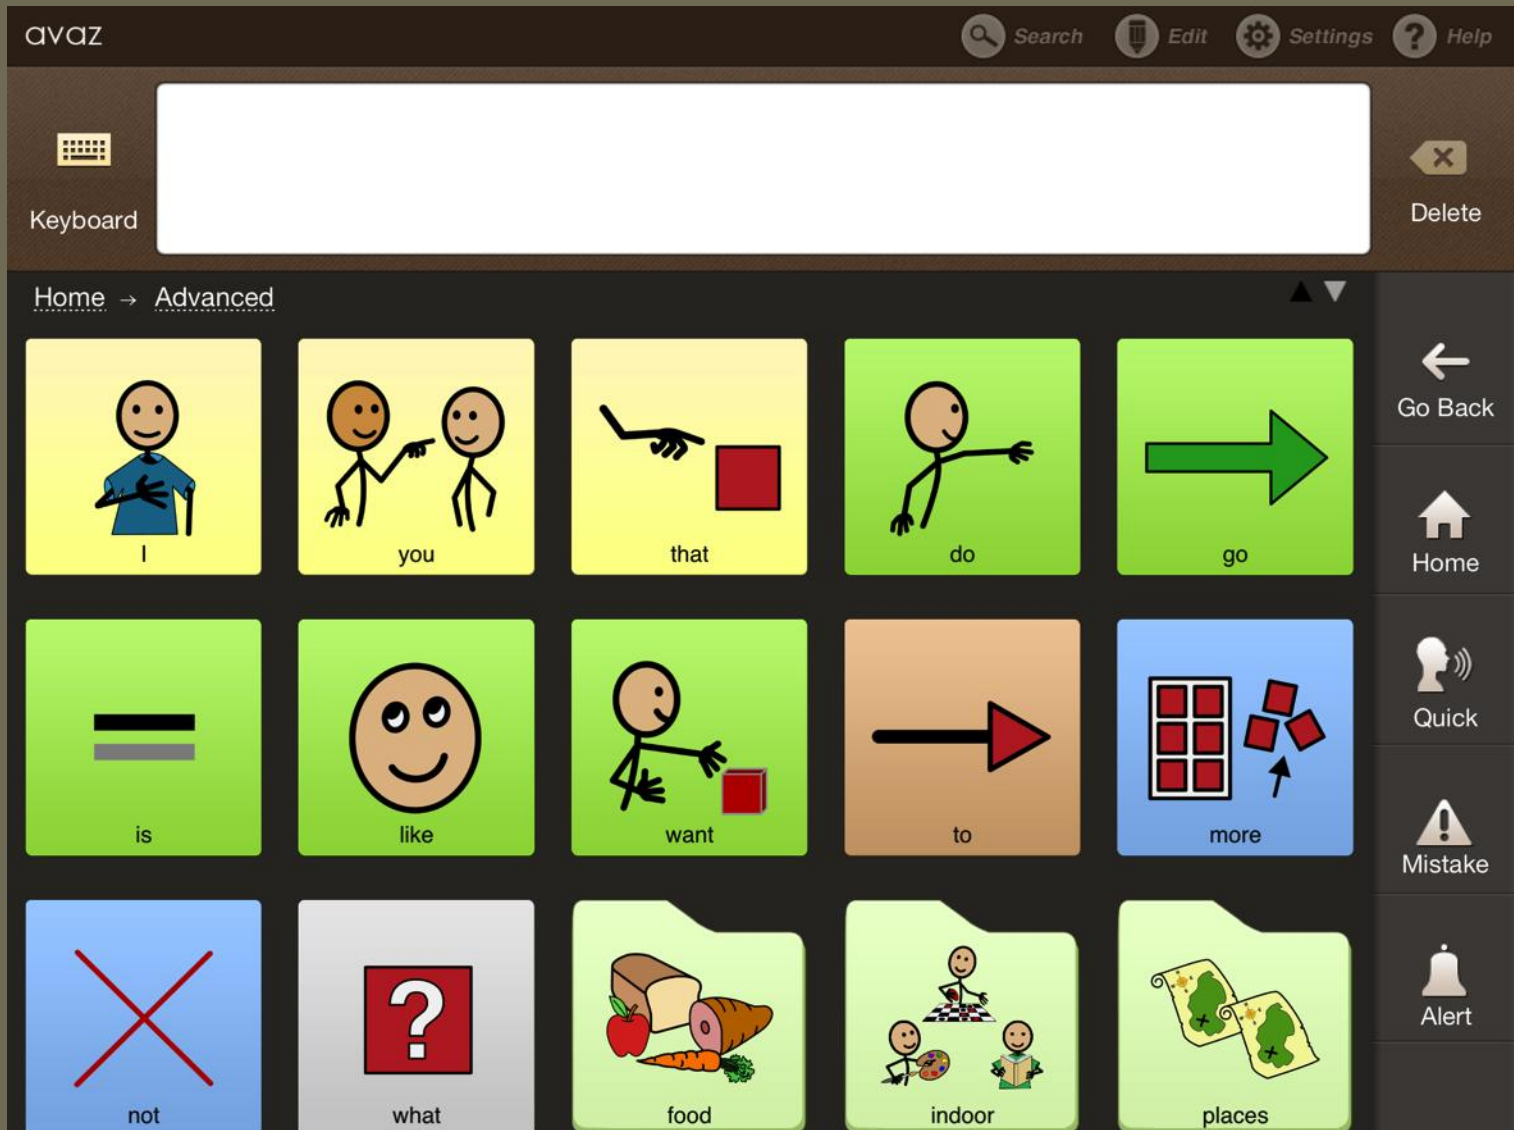 avaz
Search Edit Settings Help
Keyboard
Delete
Home → Advanced
I you that do go
Go Back
Home
is like want to more
Quick
Mistake
not what food indoor places
Alert